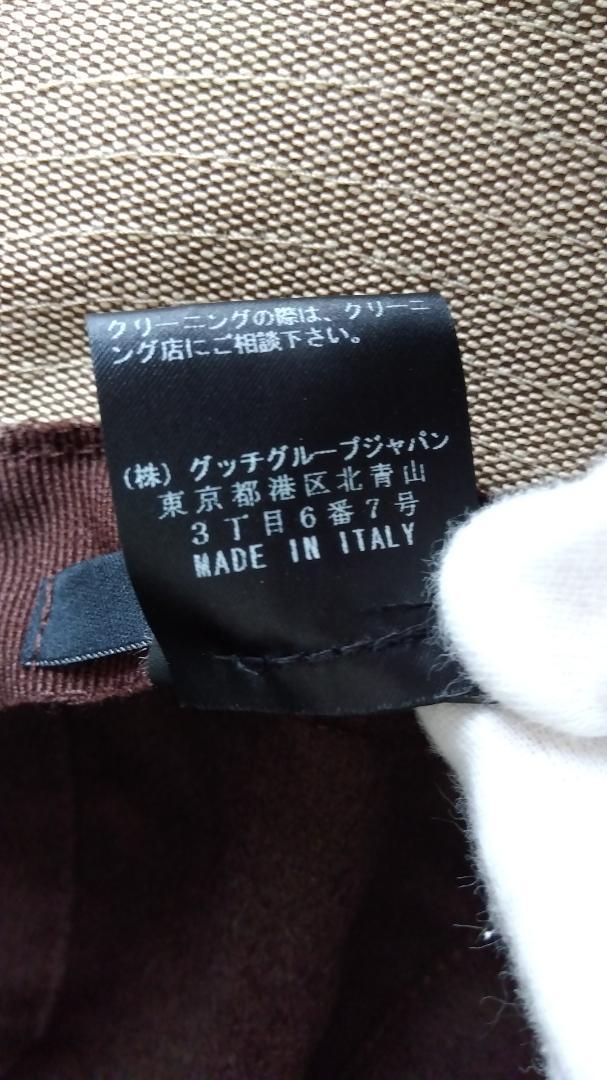 クリーニングの際は、クリーニ
ング店にご相談下さい。
(株) グッチグループジャパン
東京都港区北青山
3丁目6番7号
MADE IN ITALY